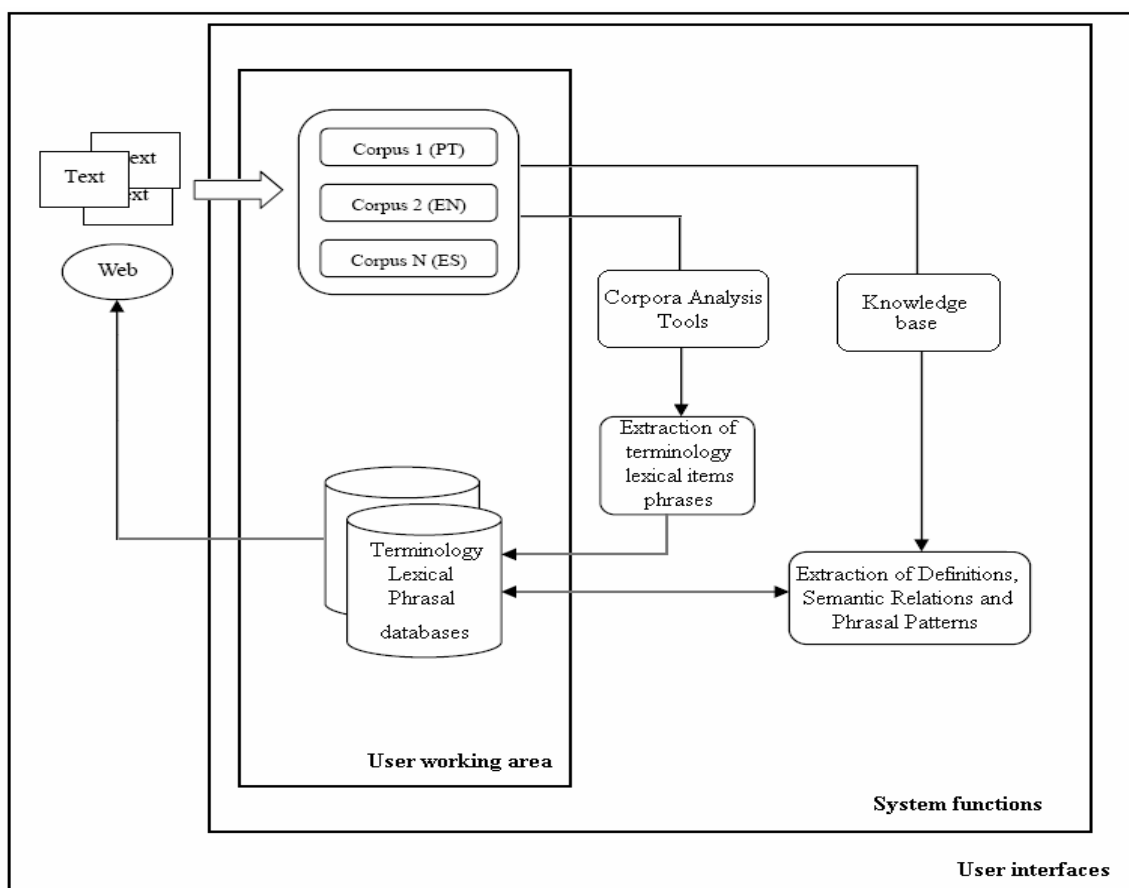 Corpus 1 (PT)
Text
ext
ext
Corpus 2 (EN)
Corpus N (ES)
Web
Corpora Analysis
Tools
Knowledge
base
Extraction of
terminology
lexical items
phrases
Terminology
Lexical
Phrasal
databases
Extraction of Definitions,
Semantic Relations and
Phrasal Patterns
User working area
System functions
User interfaces